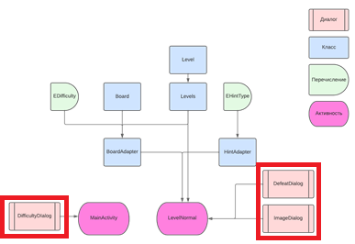 Диалог
Level
Класс
EDifficulty
Board
Levels
EHintType
Перечисление
Активность
BoardAdapter
HintAdapter
DefeatDialog
DifficultyDialog
MainActivity
LevelNormal
ImageDialog